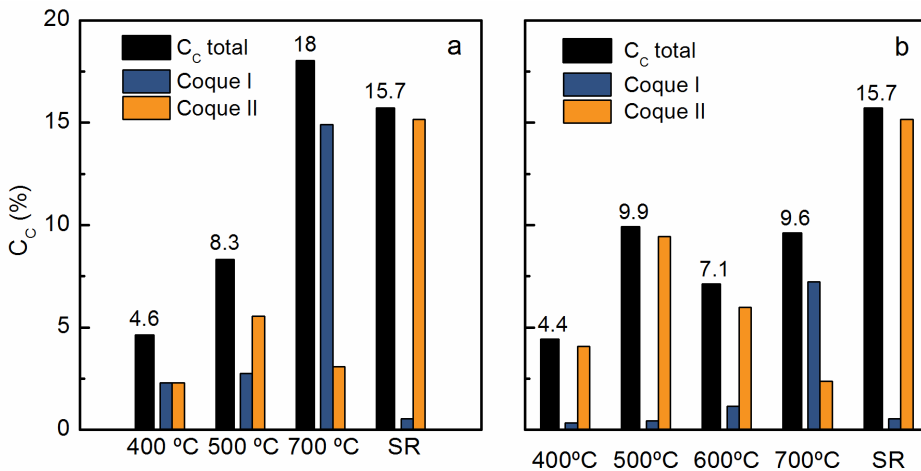 20
15
10
5
0
C_C (%)
a
C_C total
Coque I
Coque II
4.6
8.3
18
15.7
400 ºC
500 ºC
700 ºC
SR
b
C_C total
Coque I
Coque II
4.4
9.9
7.1
9.6
15.7
400ºC
500ºC
600ºC
700ºC
SR